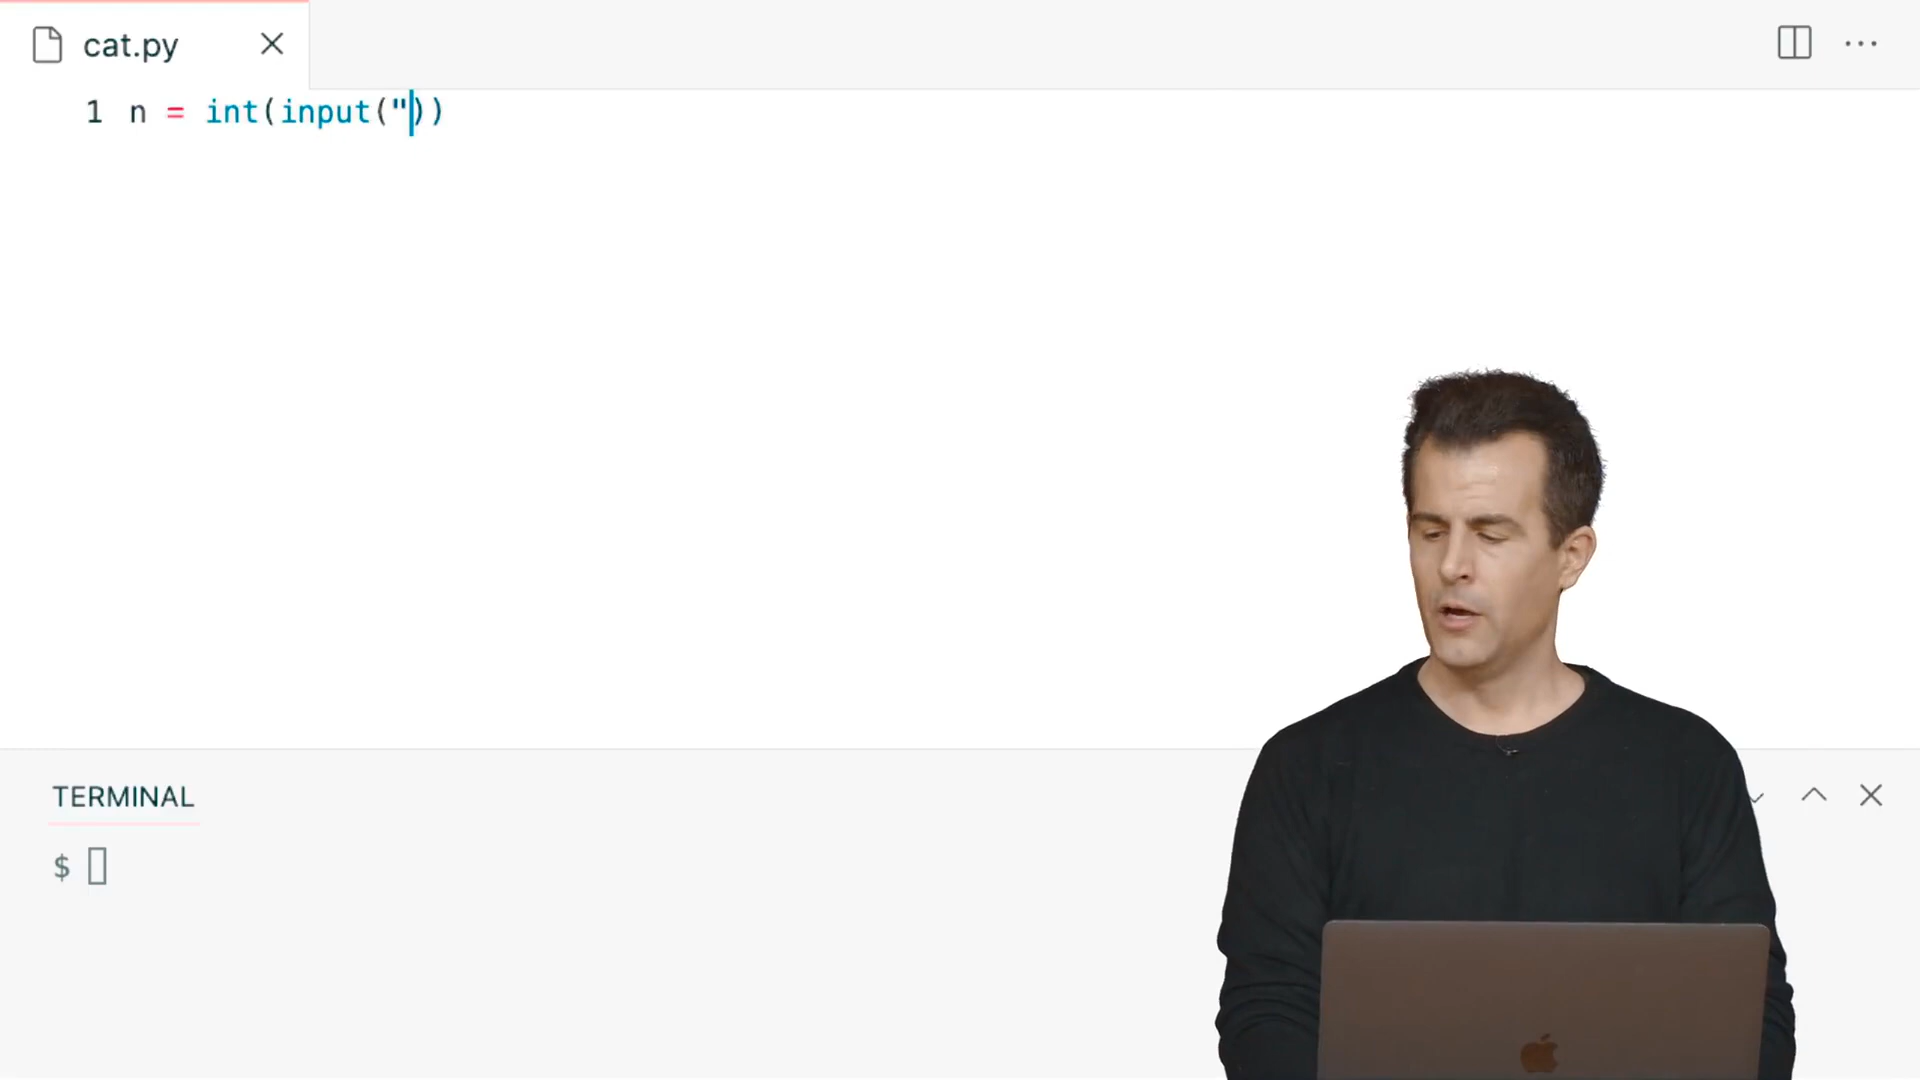 cat.py
1 n = int(input("))
TERMINAL
$